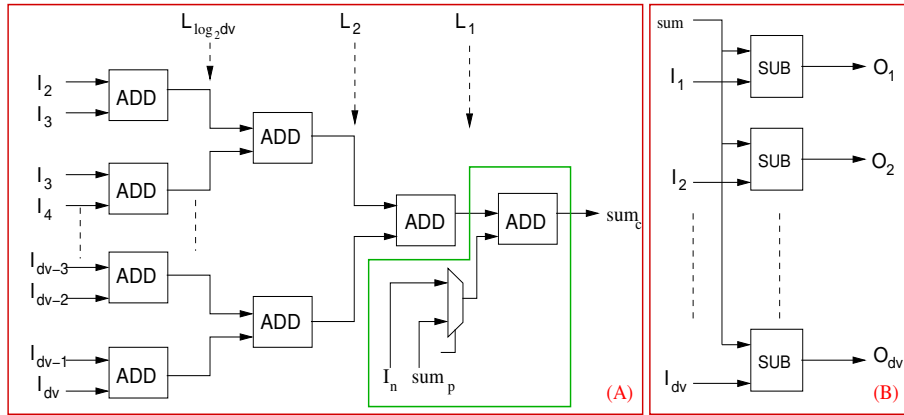 L_{log_2 dv} L_2 L_1
I_2
I_3
ADD
ADD
I_3
I_4
ADD
ADD
ADD
sum_c
I_{dv-3}
I_{dv-2}
ADD
ADD
I_{dv-1}
I_{dv}
ADD
I_n
sum_p
(A)
sum
I_1
SUB
O_1
I_2
SUB
O_2
I_{dv}
SUB
O_{dv}
(B)